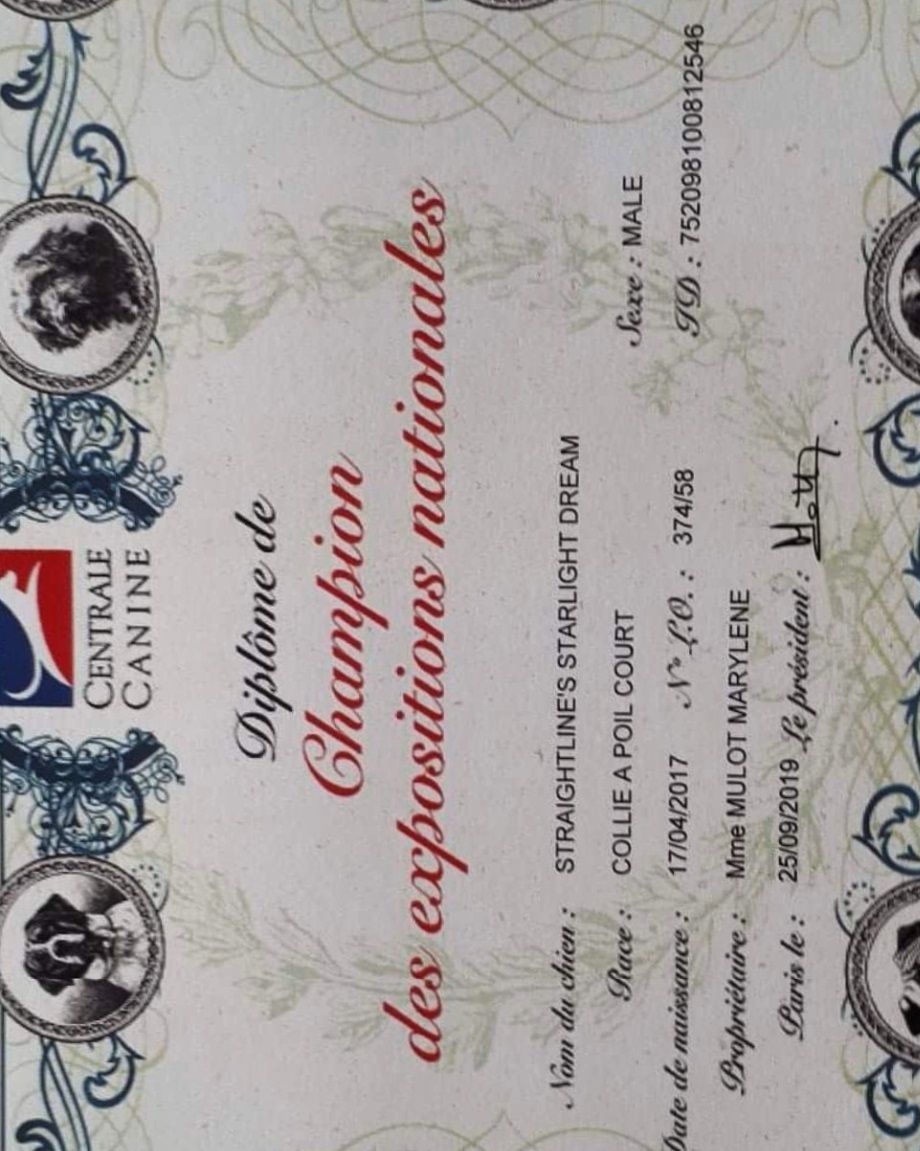 CENTRALE
CANINE
Diplôme de
Champion
des expositions nationales
Nom du chien : STRAIGHTLINE'S STARLIGHT DREAM
Race : COLLIE A POIL COURT Sexe : MALE
Date de naissance : 17/04/2017 N° L.O. : 374/58 ID : 752098100812546
Propriétaire : Mme MULOT MARYLENE
Paris le : 25/09/2019 Le président :